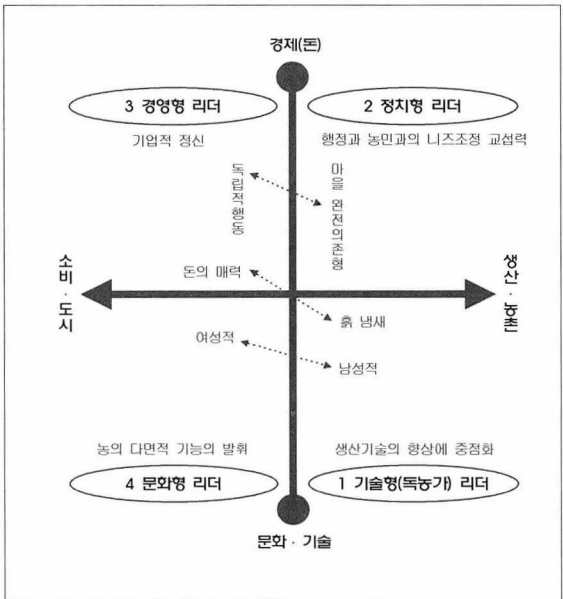 경제(돈)
3 경영형 리더
2 정치형 리더
기업적 정신
행정과 농민과의 니즈조정 교섭력
독립적행동
마을 완전의존형
소비·도시
생산·농촌
돈의 매력
흙 냄새
여성적
남성적
농의 다면적 기능의 발휘
생산기술의 향상에 중점화
4 문화형 리더
1 기술형(독농가) 리더
문화·기술